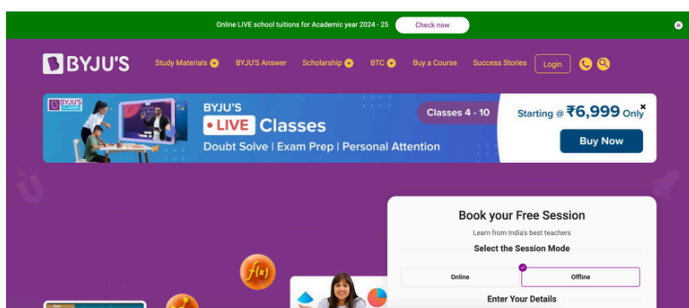 Online LIVE school tuitions for Academic year 2024 - 25 Check now
BYJU'S Study Materials BYJU'S Answer Scholarship BTC Buy a Course Success Stories Login
BYJU'S
BYJU'S
LIVE Classes
Doubt Solve | Exam Prep | Personal Attention
Classes 4 - 10
Starting @ ₹6,999 Only
Buy Now
Book your Free Session
Learn from India's best teachers
Select the Session Mode
Online Offline
Enter Your Details
f(x)